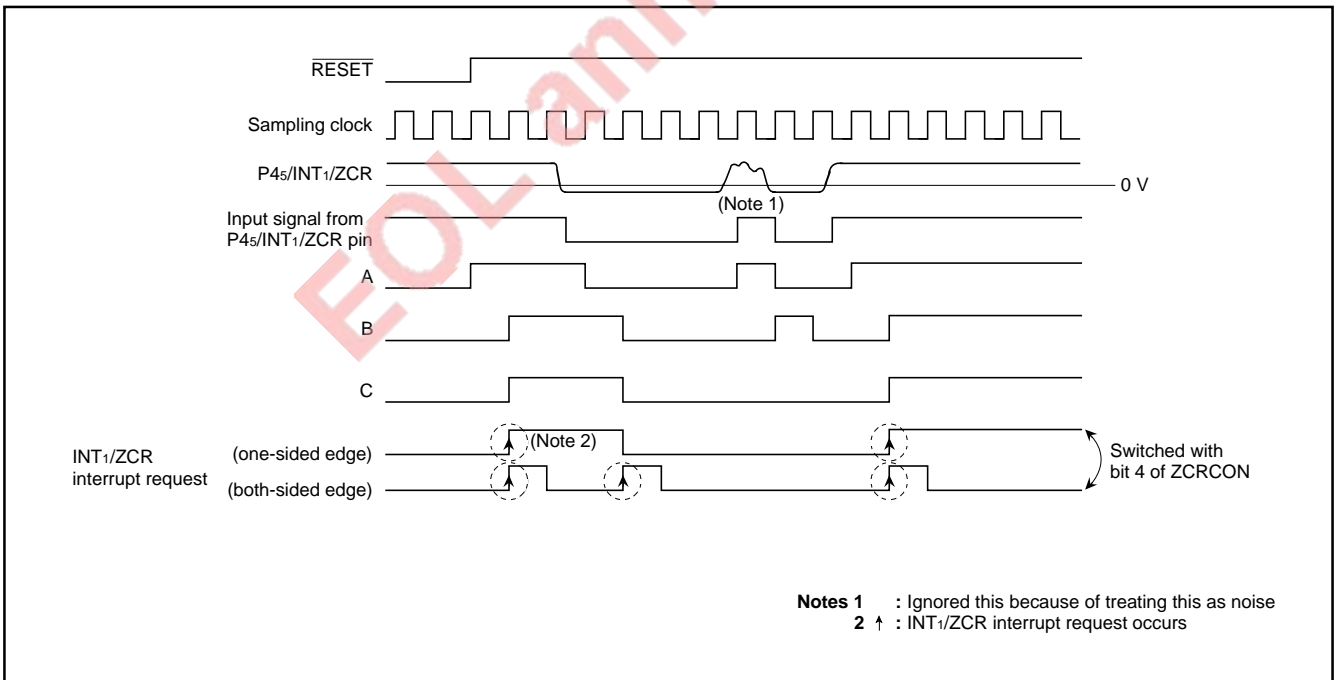 RESET
Sampling clock
P45/INT1/ZCR
0 V
(Note 1)
Input signal from
P45/INT1/ZCR pin
A
B
C
INT1/ZCR
interrupt request
(one-sided edge)
(Note 2)
(both-sided edge)
Switched with
bit 4 of ZCRCON
Notes 1 : Ignored this because of treating this as noise
2 ↑ : INT1/ZCR interrupt request occurs